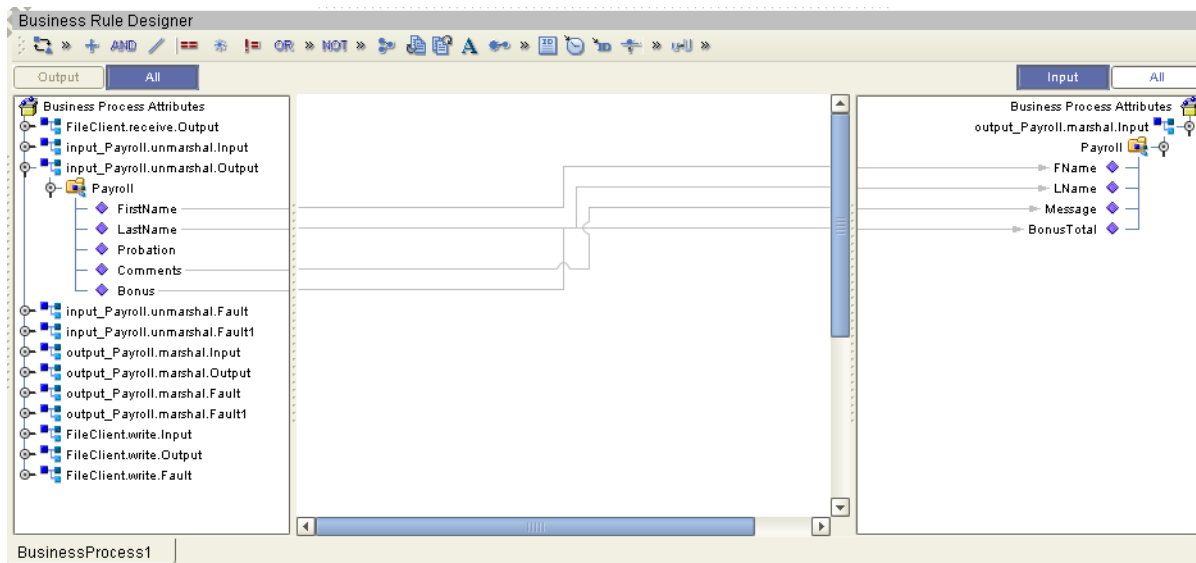 Business Rule Designer
» AND == != OR » NOT » A » »
Output All Input All
Business Process Attributes
FileClient.receive.Output
input_Payroll.unmarshal.Input
input_Payroll.unmarshal.Output
Payroll
FirstName
LastName
Probation
Comments
Bonus
input_Payroll.unmarshal.Fault
input_Payroll.unmarshal.Fault1
output_Payroll.marshal.Input
output_Payroll.marshal.Output
output_Payroll.marshal.Fault
output_Payroll.marshal.Fault1
FileClient.write.Input
FileClient.write.Output
FileClient.write.Fault
Business Process Attributes
output_Payroll.marshal.Input
Payroll
FName
LName
Message
BonusTotal
BusinessProcess1